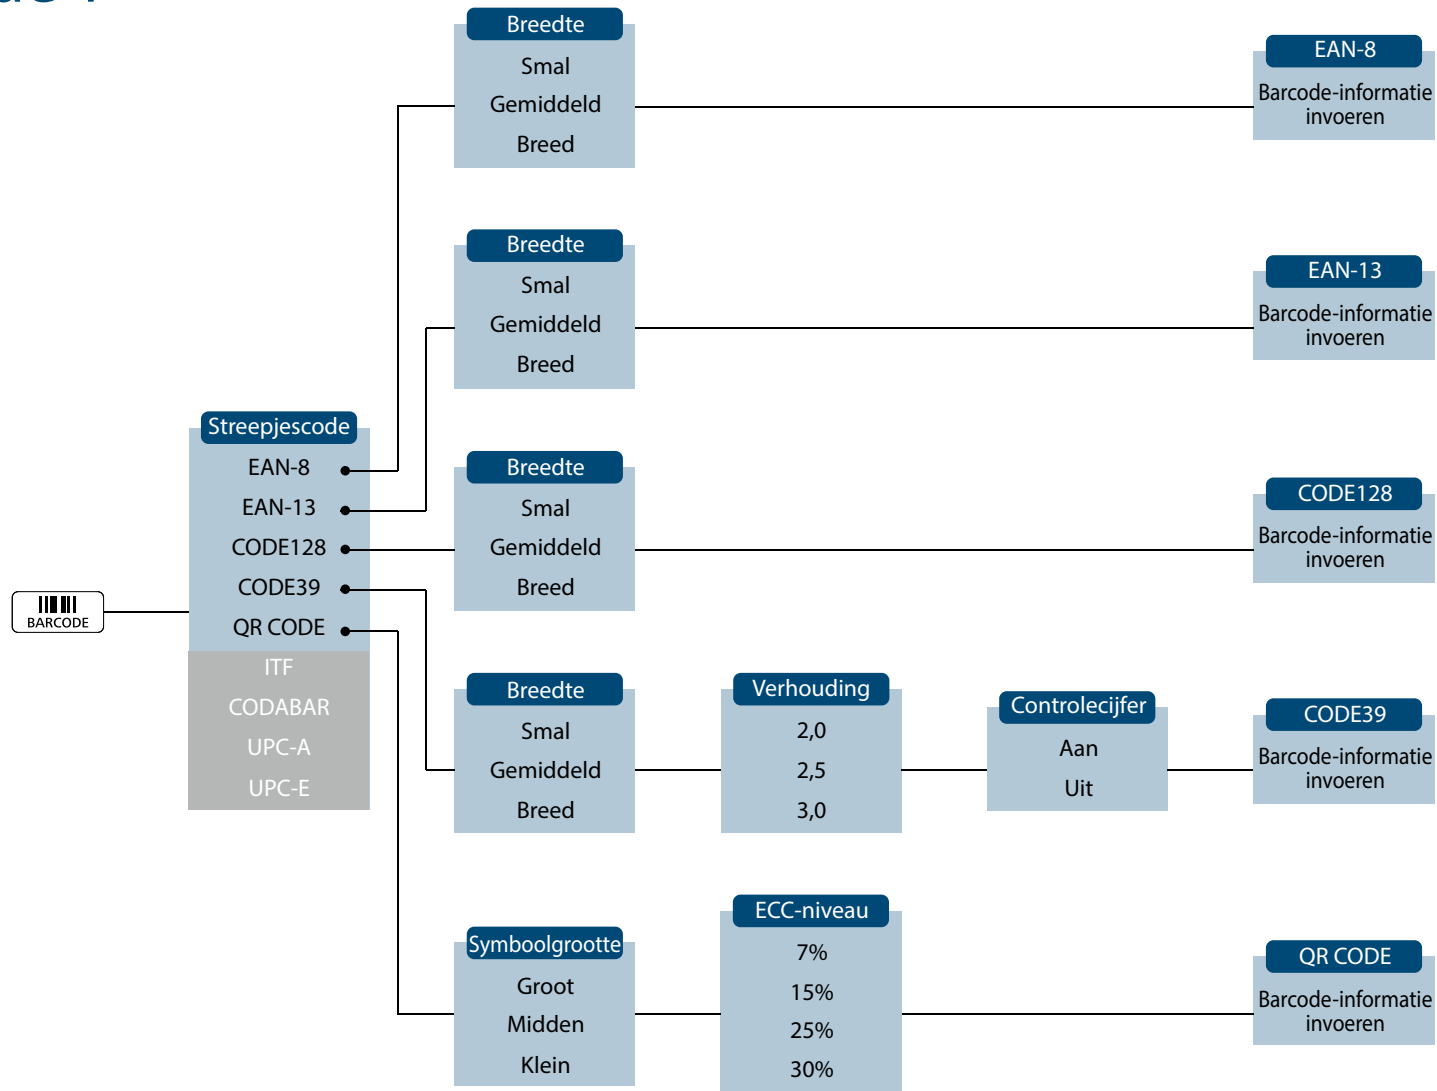 BARCODE
Streepjescode
EAN-8
EAN-13
CODE128
CODE39
QR CODE
ITF
CODABAR
UPC-A
UPC-E
Breedte
Smal
Gemiddeld
Breed
EAN-8
Barcode-informatie
invoeren
Breedte
Smal
Gemiddeld
Breed
EAN-13
Barcode-informatie
invoeren
Breedte
Smal
Gemiddeld
Breed
CODE128
Barcode-informatie
invoeren
Breedte
Smal
Gemiddeld
Breed
Verhouding
2,0
2,5
3,0
Controlecijfer
Aan
Uit
CODE39
Barcode-informatie
invoeren
Symboolgrootte
Groot
Midden
Klein
ECC-niveau
7%
15%
25%
30%
QR CODE
Barcode-informatie
invoeren